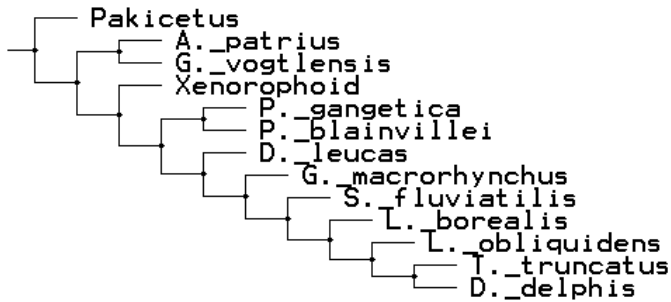 Pakicetus
A._patrius
G._vogtlensis
Xenorophoid
P._gangetica
P._blainvillei
D._leucas
G._macrorhynchus
S._fluviatilis
L._borealis
L._obliquidens
T._truncatus
D._delphis